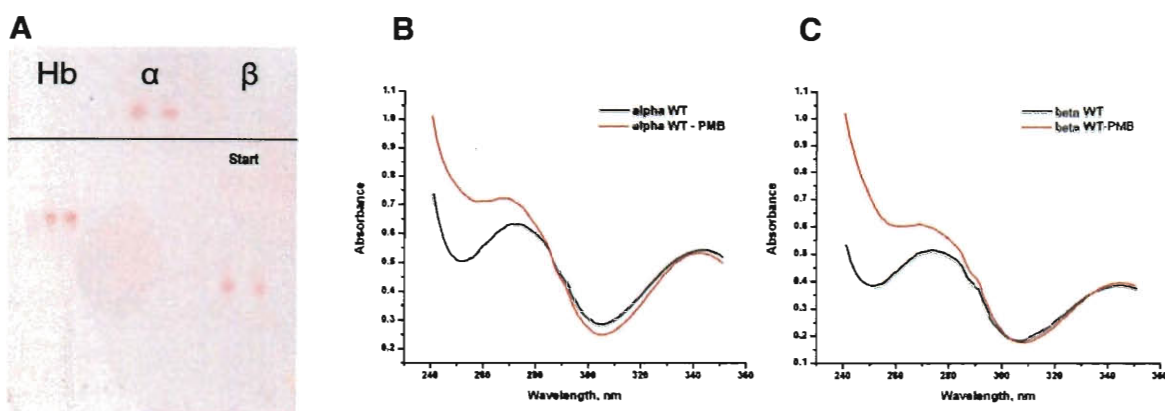 A
Hb α β
Start
B
alpha WT
alpha WT - PMB
Absorbance
1.1
1.0
0.9
0.8
0.7
0.6
0.5
0.4
0.3
0.2
240 260 280 300 320 340 360
Wavelength, nm
C
beta WT
beta WT-PMB
Absorbance
1.1
1.0
0.9
0.8
0.7
0.6
0.5
0.4
0.3
0.2
0.1
240 260 280 300 320 340 360
Wavelength, nm